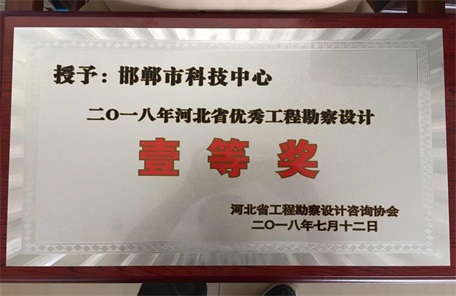 授予：邯郸市科技中心
二〇一八年河北省优秀工程勘察设计
壹等奖
河北省工程勘察设计咨询协会
二〇一八年七月十二日